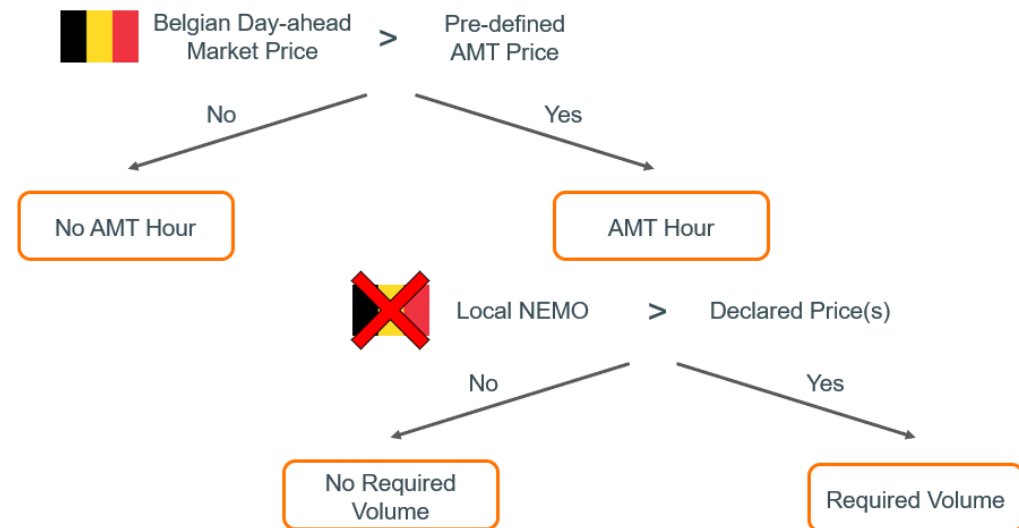 Belgian Day-ahead
Market Price
>
Pre-defined
AMT Price
No
Yes
No AMT Hour
AMT Hour
Local NEMO
>
Declared Price(s)
No
Yes
No Required
Volume
Required Volume